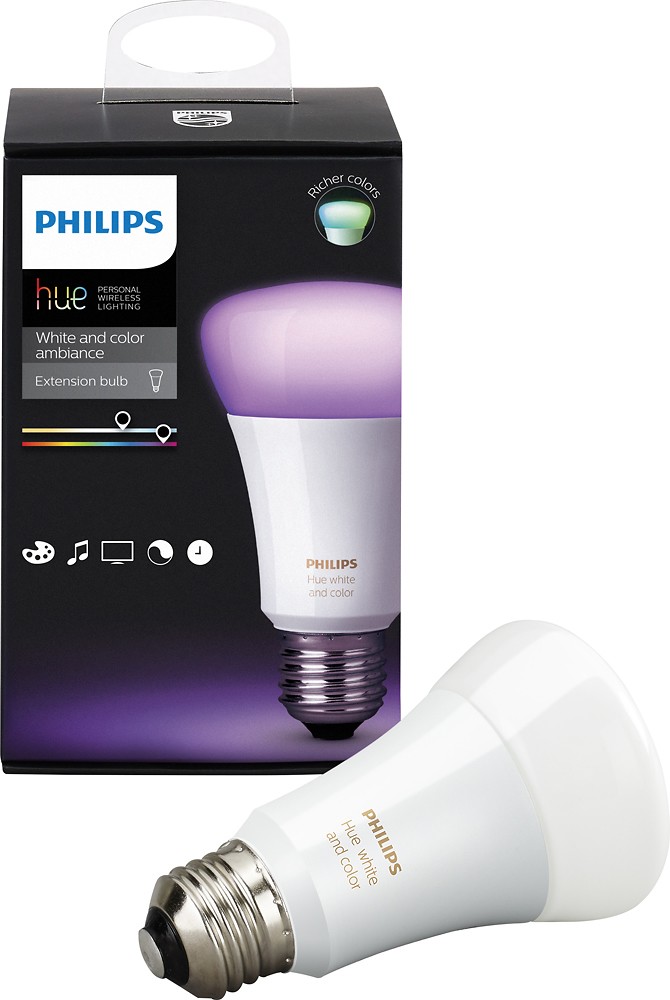 Richer colors
PHILIPS
hue
PERSONAL
WIRELESS
LIGHTING
White and color
ambiance
Extension bulb
PHILIPS
Hue white
and color
PHILIPS
Hue white
and color